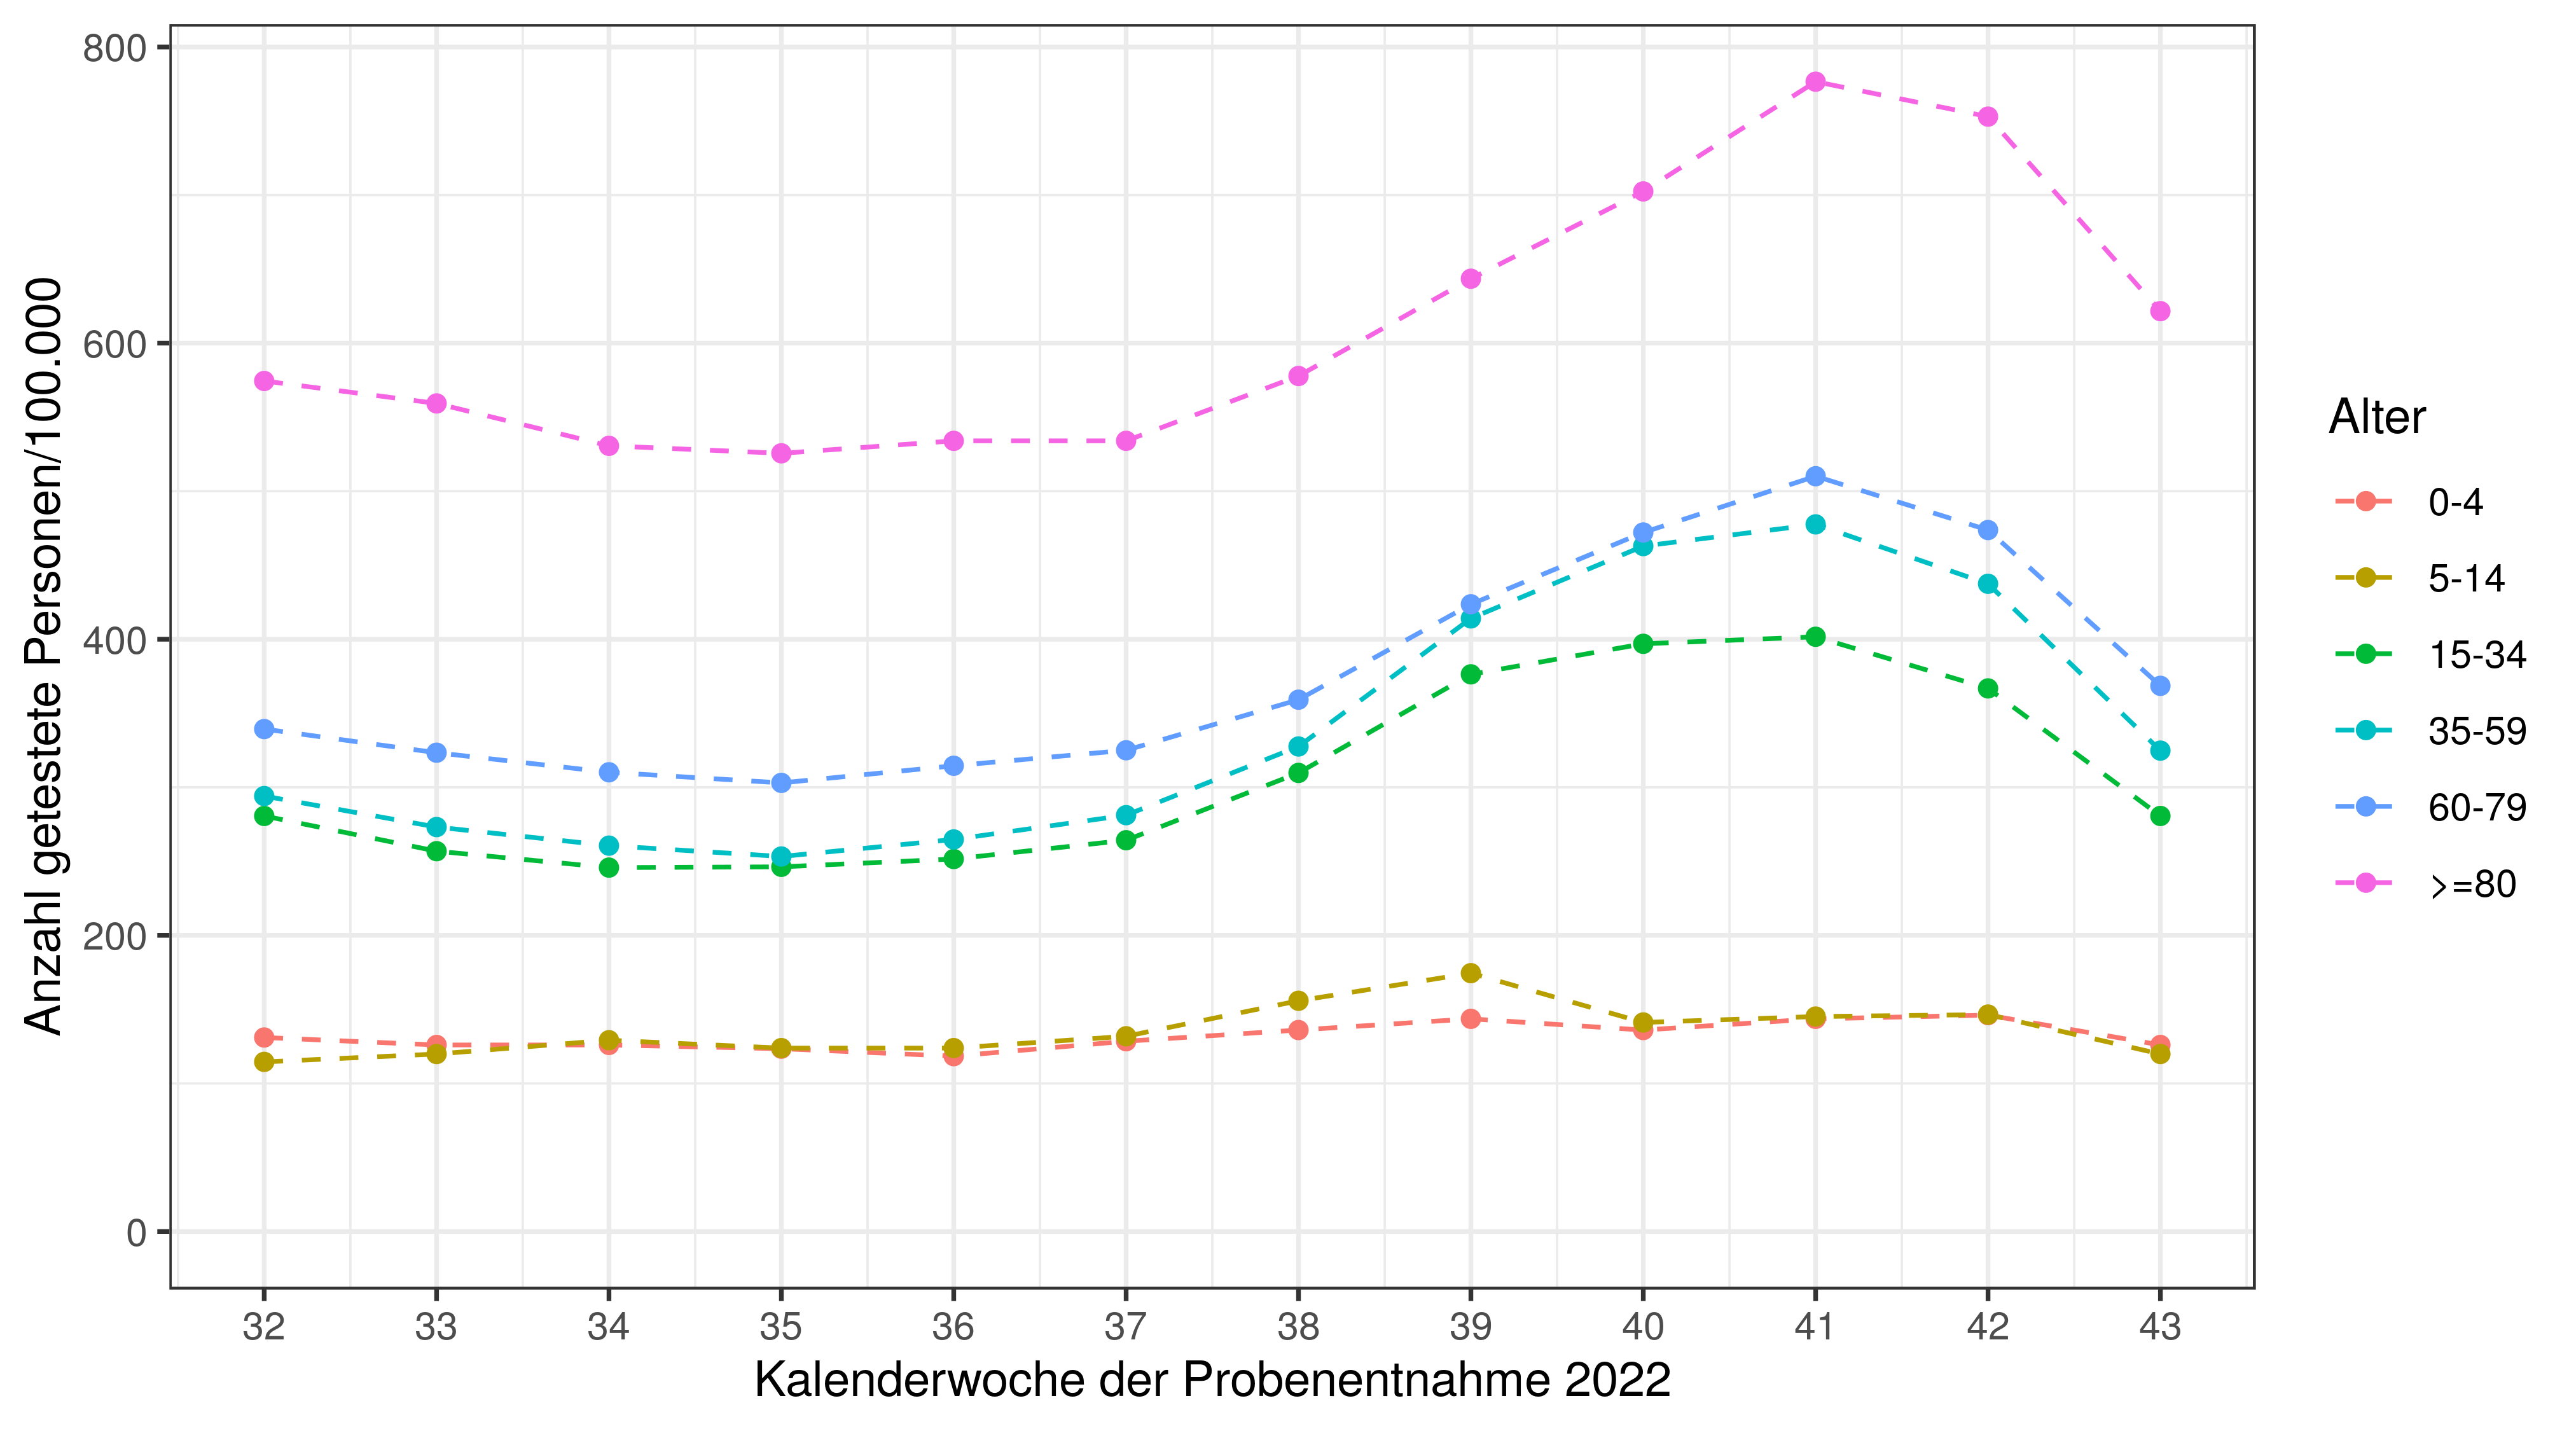 Anzahl getestete Personen/100.000
800
600
400
200
0
32 33 34 35 36 37 38 39 40 41 42 43
Kalenderwoche der Probenentnahme 2022
Alter
0-4
5-14
15-34
35-59
60-79
>=80